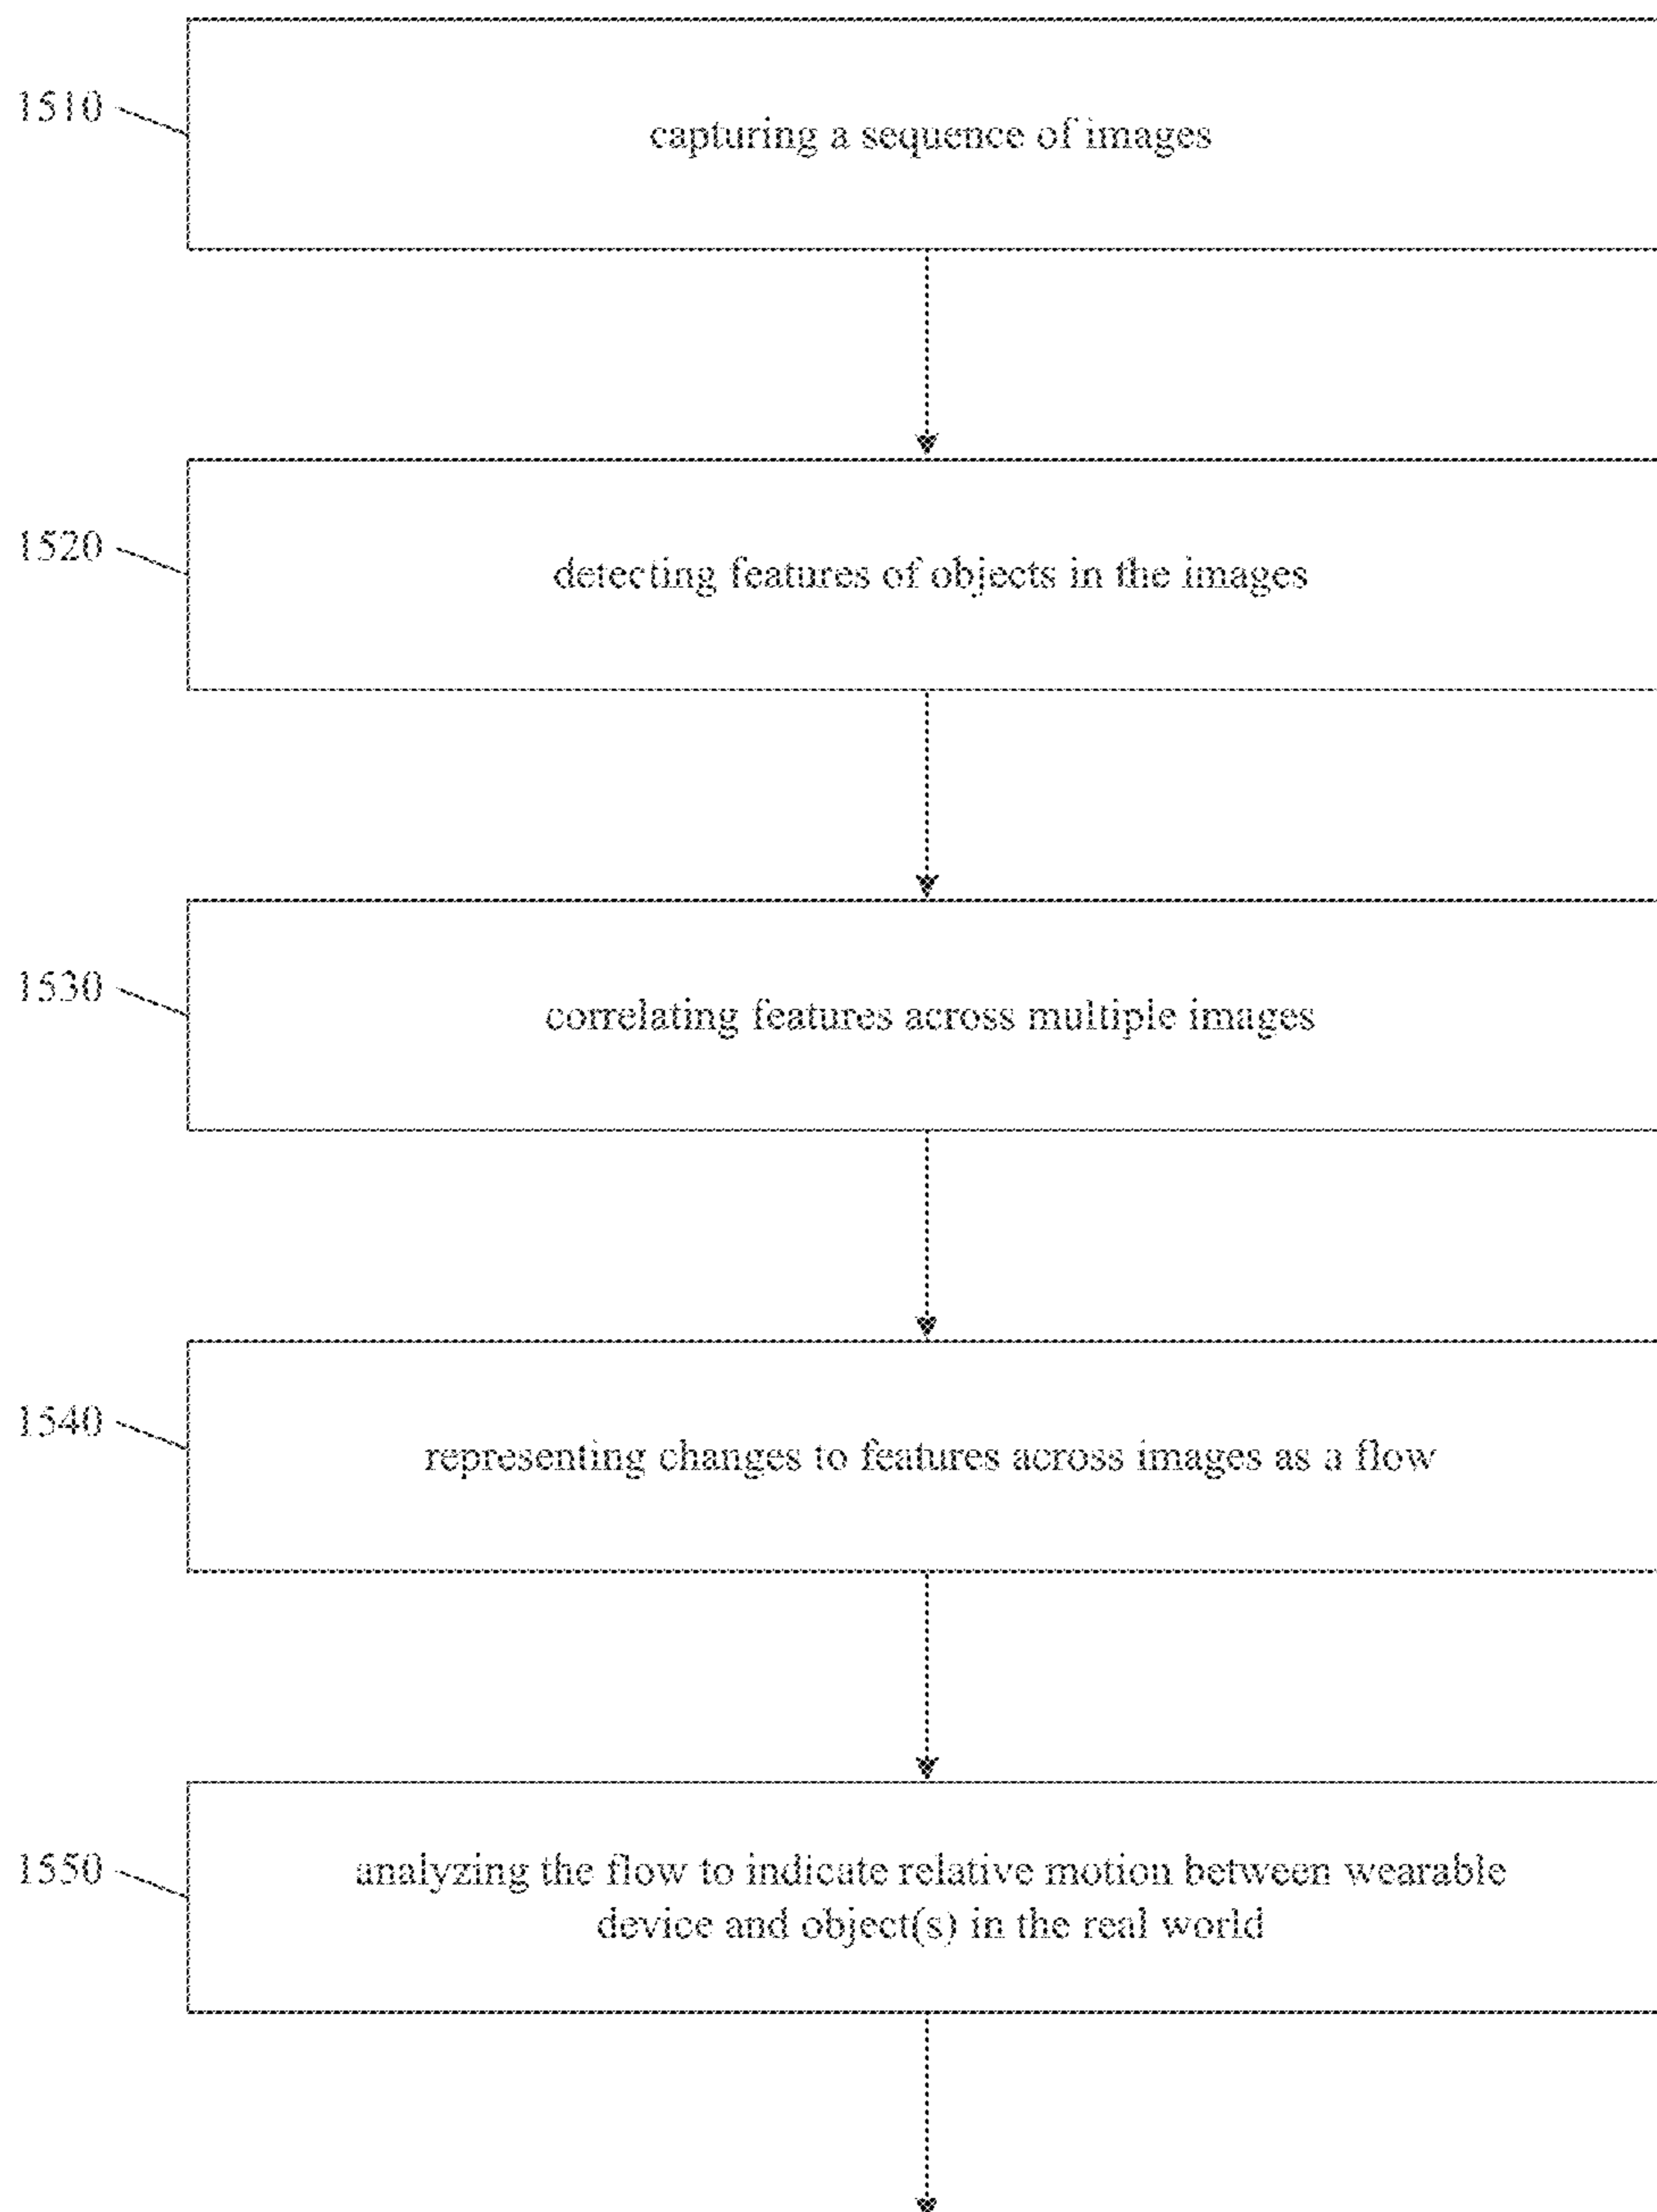 1510
capturing a sequence of images
1520
detecting features of objects in the images
1530
correlating features across multiple images
1540
representing changes to features across images as a flow
1550
analyzing the flow to indicate relative motion between wearable
device and object(s) in the real world